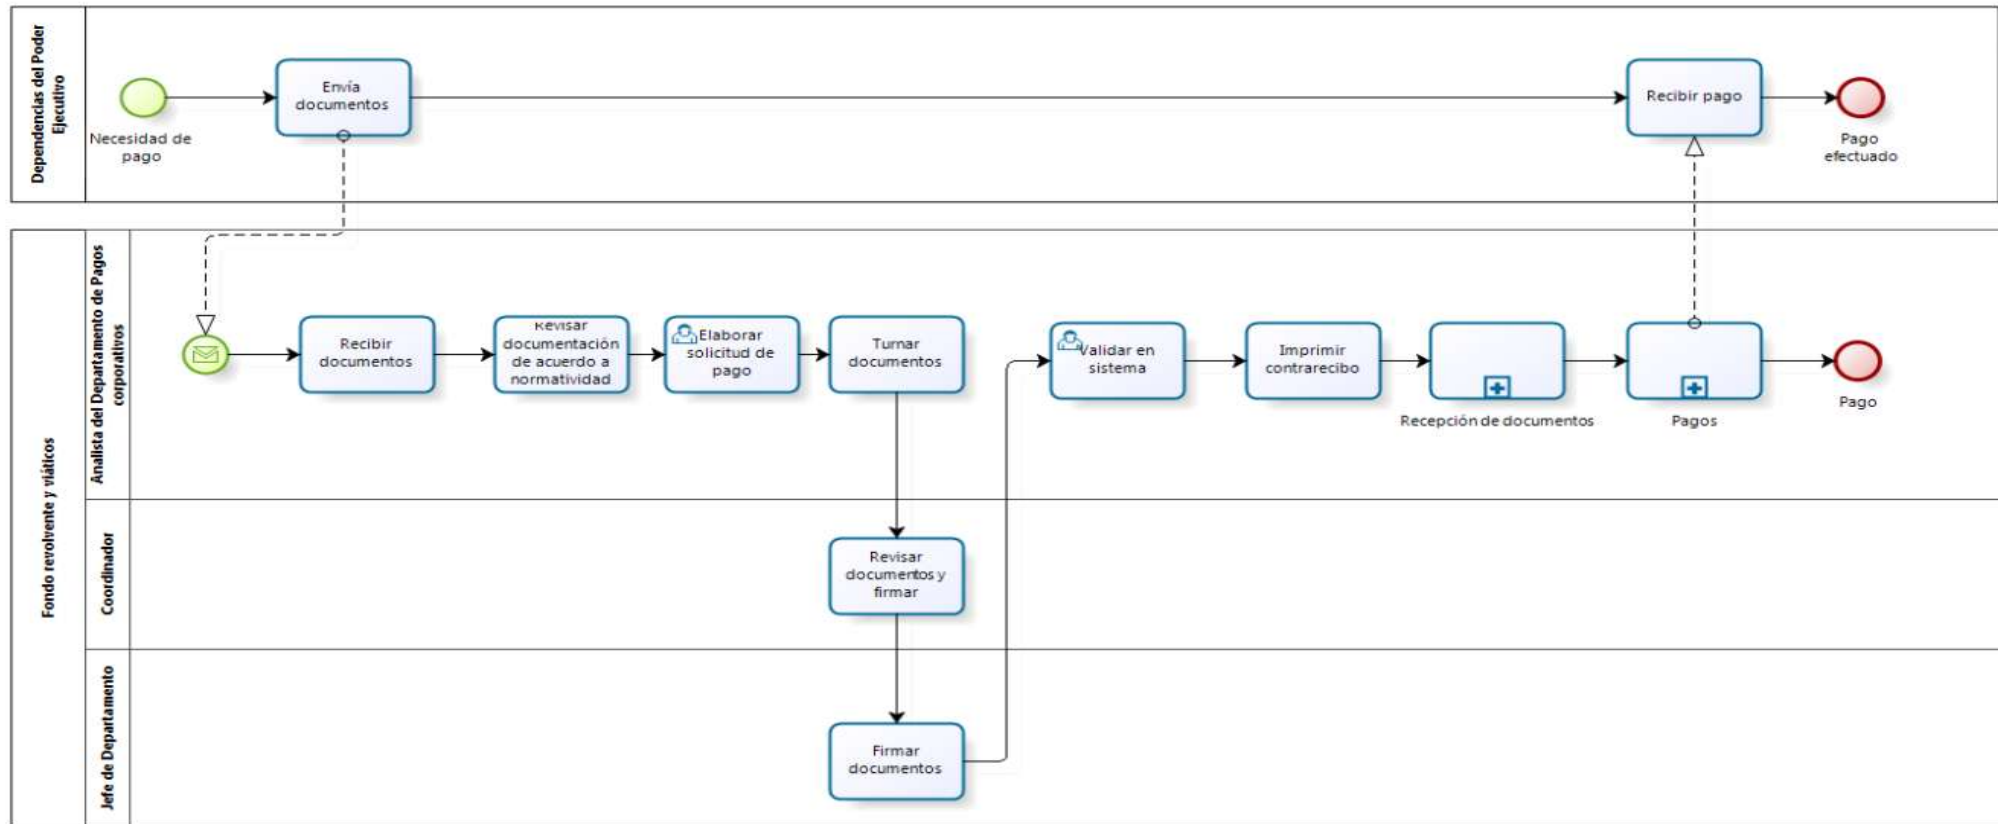 Dependencias del Poder
Ejecutivo
Necesidad de
pago
Envía
documentos
Recibir pago
Pago
efectuado
Fondo revolvente y viáticos
Analista del Departamento de Pagos
corporativos
Recibir
documentos
Revisar
documentación
de acuerdo a
normatividad
Elaborar
solicitud de
pago
Turnar
documentos
Validar en
sistema
Imprimir
contrarecibo
Recepción de documentos
Pagos
Pago
Coordinador
Revisar
documentos y
firmar
Jefe de Departamento
Firmar
documentos